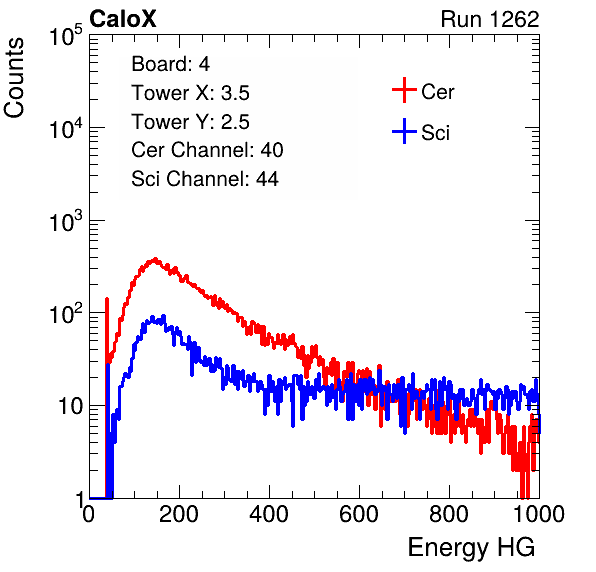 CaloX Run 1262
Counts
Board: 4
Tower X: 3.5
Tower Y: 2.5
Cer Channel: 40
Sci Channel: 44
Cer
Sci
10^5
10^4
10^3
10^2
10
1
0 200 400 600 800 1000
Energy HG